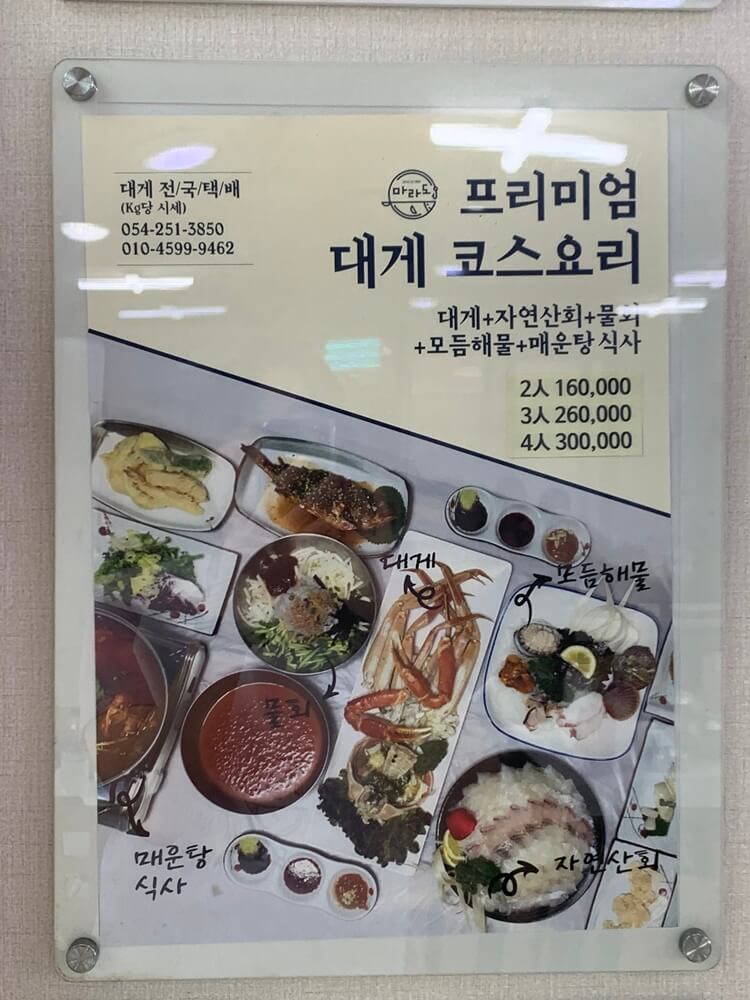 대게 전/국/택/배
(Kg당 시세)
054-251-3850
010-4599-9462
마라도
프리미엄
대게 코스요리
대게+자연산회+물회
+모듬해물+매운탕식사
2人 160,000
3人 260,000
4人 300,000
대게
모듬해물
물회
매운탕
식사
자연산회